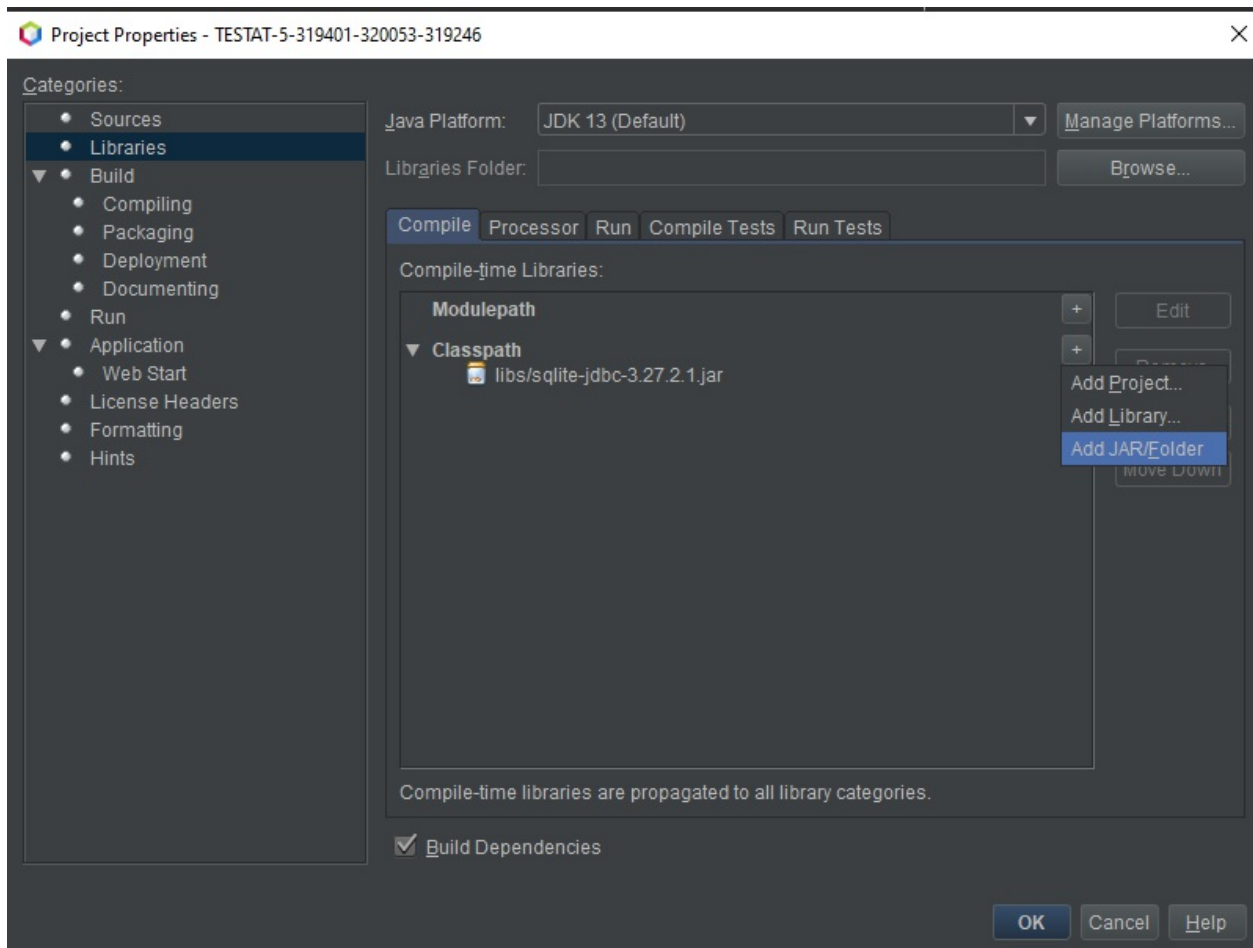 Project Properties - TESTAT-5-319401-320053-319246
Categories:
Sources
Libraries
Build
Compiling
Packaging
Deployment
Documenting
Run
Application
Web Start
License Headers
Formatting
Hints
Java Platform: JDK 13 (Default) Manage Platforms...
Libraries Folder: Browse...
Compile Processor Run Compile Tests Run Tests
Compile-time Libraries:
Modulepath + Edit
Classpath +
libs/sqlite-jdbc-3.27.2.1.jar
Remove
Add Project...
Add Library...
Add JAR/Folder
Move Down
Compile-time libraries are propagated to all library categories.
Build Dependencies
OK Cancel Help